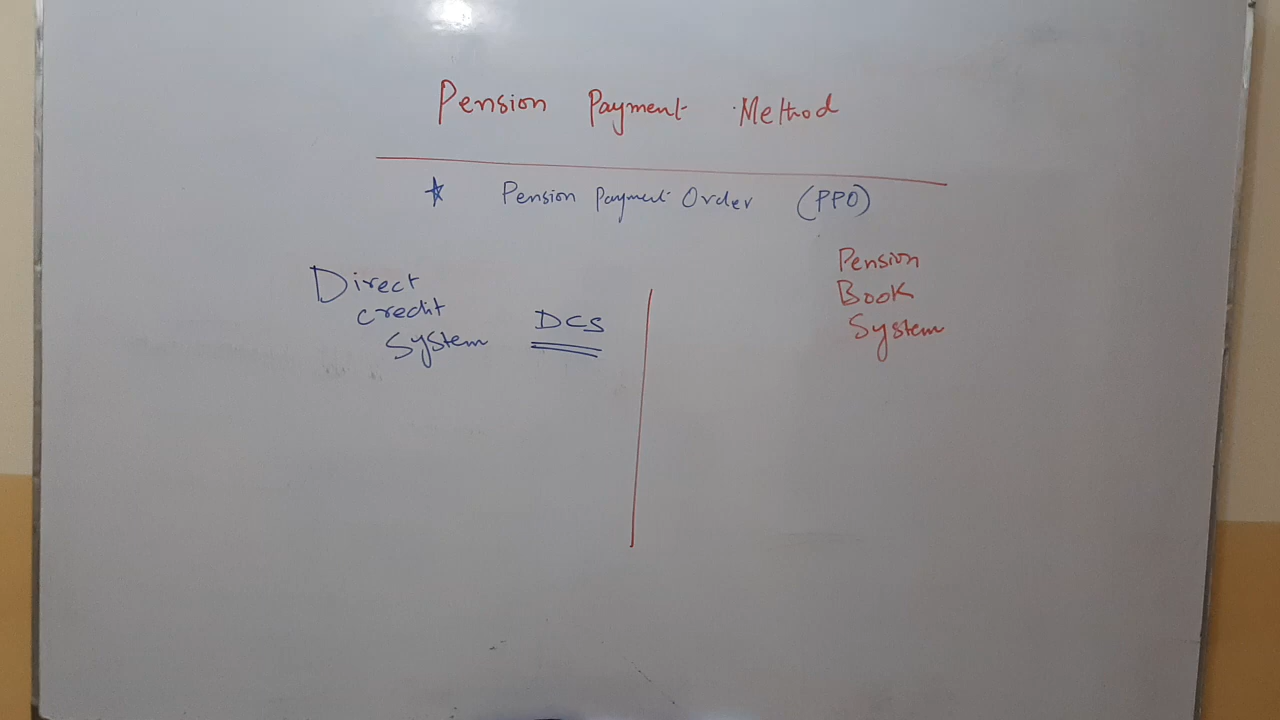 Pension Payment Method
★ Pension Payment Order (PPO)
Direct
credit
System
DCS
Pension
Book
System